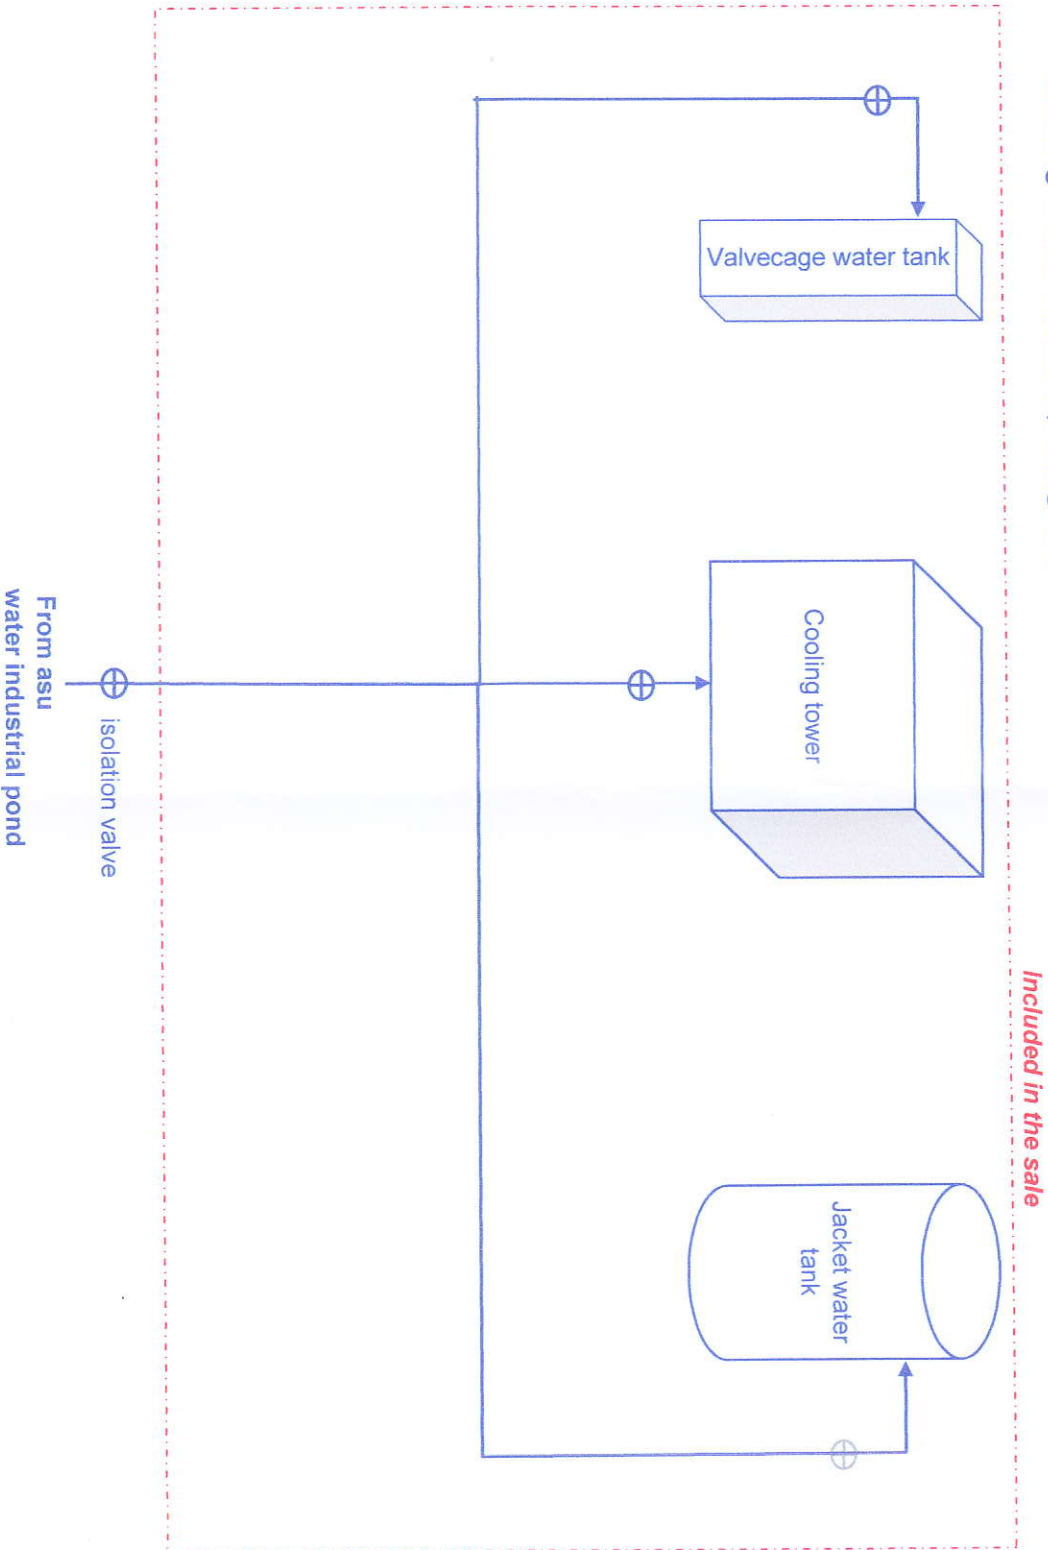 Included in the sale
Valvecage water tank
Cooling tower
Jacket water
tank
isolation valve
From asu
water industrial pond